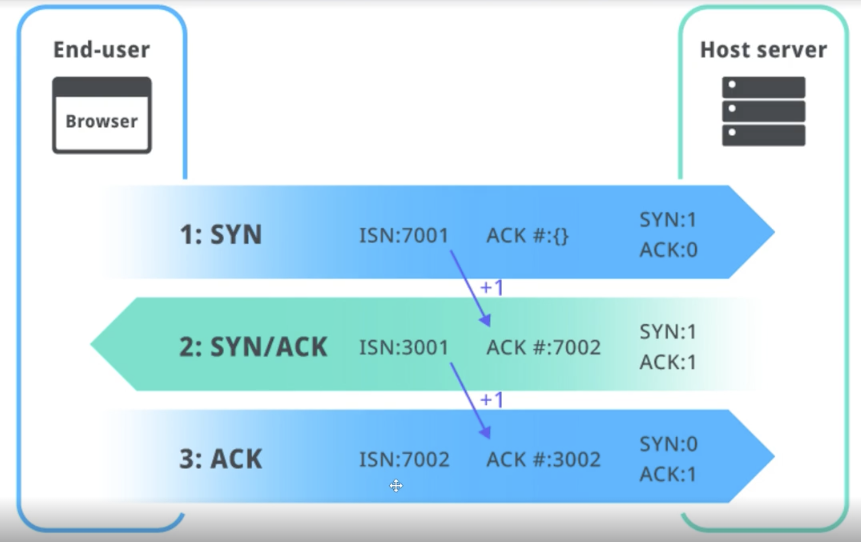 End-user
Browser
Host server
1: SYN ISN:7001 ACK #:{} SYN:1
ACK:0
+1
2: SYN/ACK ISN:3001 ACK #:7002 SYN:1
ACK:1
+1
3: ACK ISN:7002 ACK #:3002 SYN:0
ACK:1